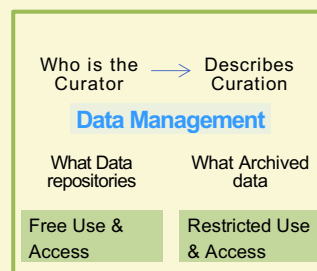 Who is the Describes
Curator Curation
Data Management
What Data What Archived
repositories data
Free Use & Restricted Use
Access & Access